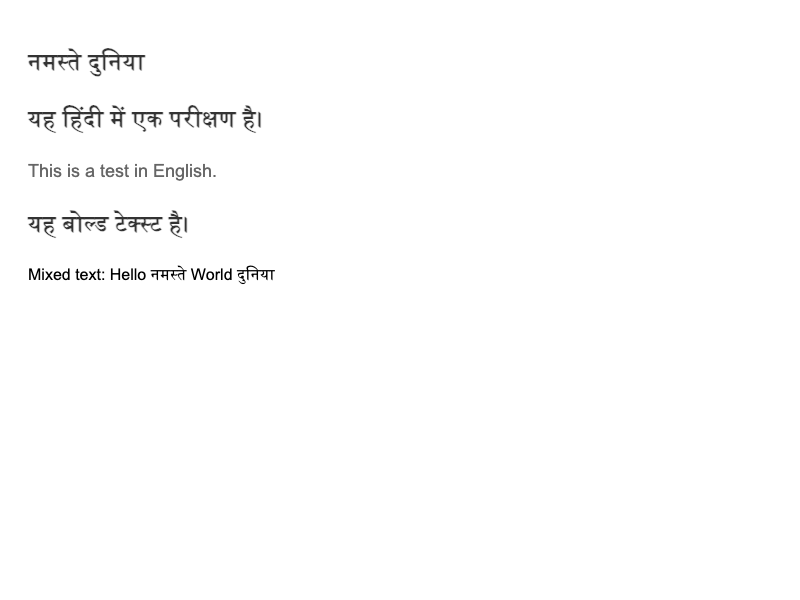 नमस्ते दुनिया
यह हिंदी में एक परीक्षण है।
This is a test in English.
यह बोल्ड टेक्स्ट है।
Mixed text: Hello नमस्ते World दुनिया